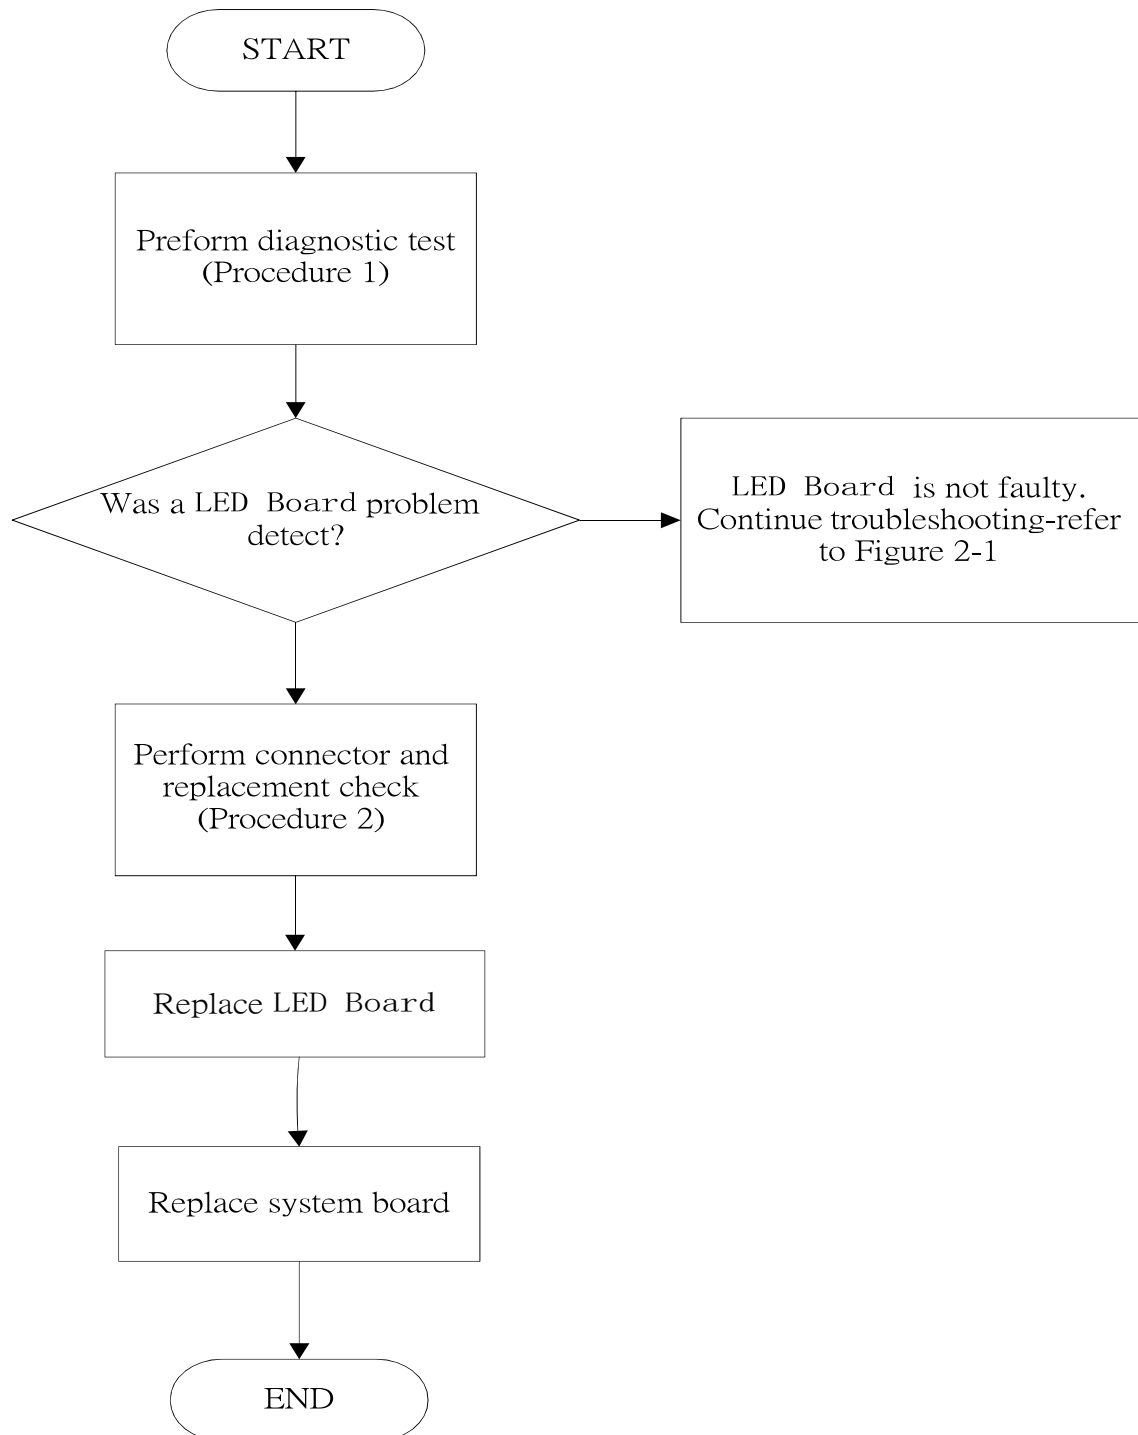 START
Preform diagnostic test
(Procedure 1)
Was a LED Board problem
detect?
LED Board is not faulty.
Continue troubleshooting-refer
to Figure 2-1
Perform connector and
replacement check
(Procedure 2)
Replace LED Board
Replace system board
END